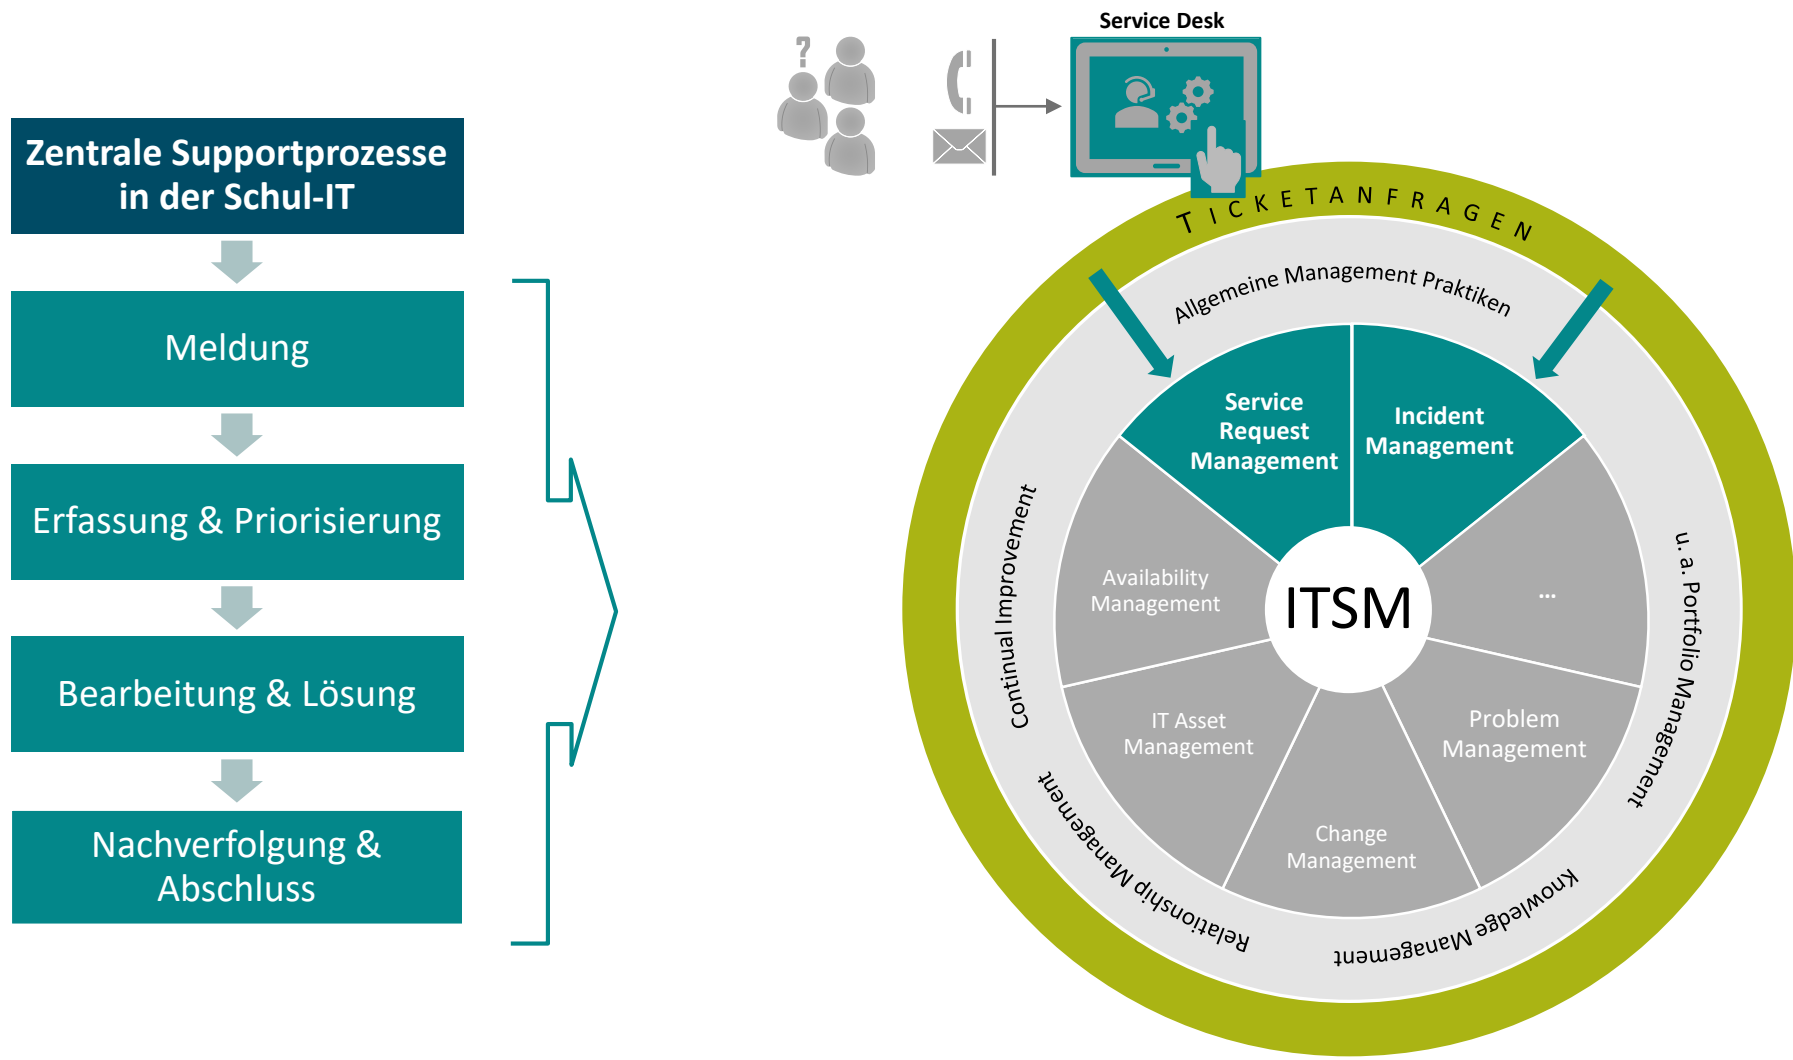 Service Desk
?
Zentrale Supportprozesse
in der Schul-IT
Meldung
Erfassung & Priorisierung
Bearbeitung & Lösung
Nachverfolgung &
Abschluss
TICKETANFRAGEN
Allgemeine Management Praktiken
u. a. Portfolio Management
Knowledge Management
Relationship Management
Continual Improvement
Service
Request
Management
Incident
Management
Availability
Management
ITSM
...
IT Asset
Management
Problem
Management
Change
Management